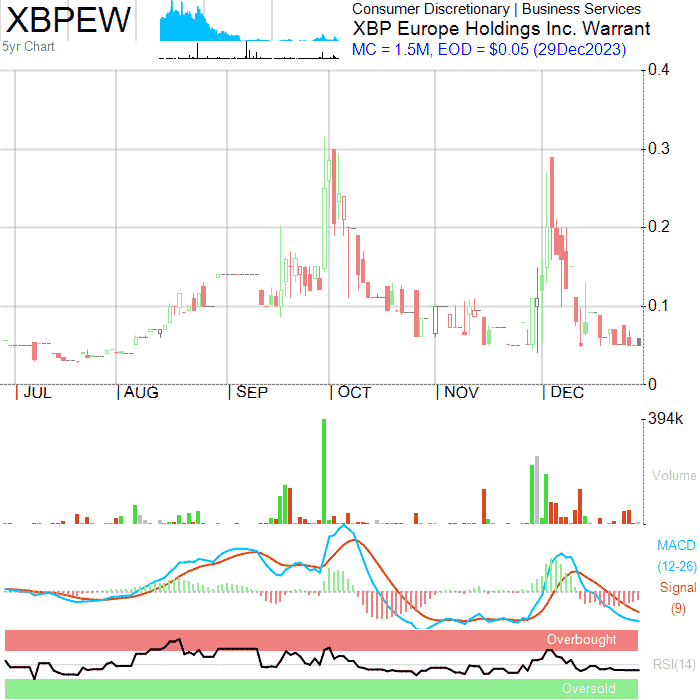 XBPEW
5yr Chart
Consumer Discretionary | Business Services
XBP Europe Holdings Inc. Warrant
MC = 1.5M, EOD = $0.05 (29Dec2023)
0.4
0.3
0.2
0.1
0
| JUL | AUG | SEP | OCT | NOV | DEC
394k
Volume
MACD
(12-26)
Signal
(9)
Overbought
RSI(14)
Oversold